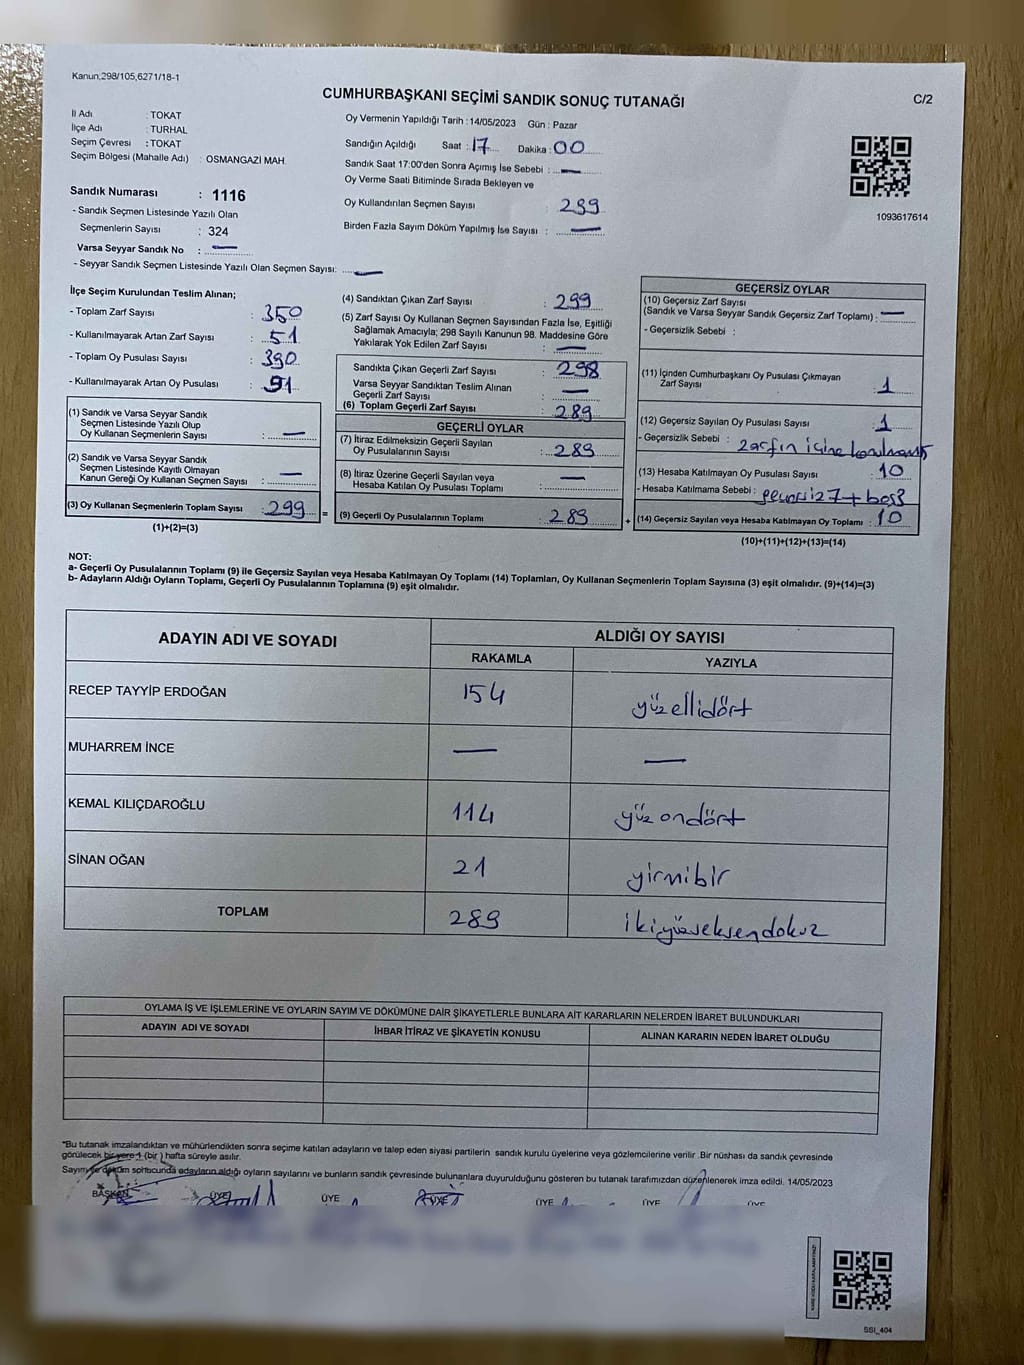 Kanun;298/105,6271/18-1
CUMHURBAŞKANI SEÇİMİ SANDIK SONUÇ TUTANAĞI
C/2
İl Adı : TOKAT
İlçe Adı : TURHAL
Seçim Çevresi : TOKAT
Seçim Bölgesi (Mahalle Adı) : OSMANGAZİ MAH.
Sandık Numarası : 1116
- Sandık Seçmen Listesinde Yazılı Olan
Seçmenlerin Sayısı : 324
Varsa Seyyar Sandık No : —
- Seyyar Sandık Seçmen Listesinde Yazılı Olan Seçmen Sayısı: —
Oy Vermenin Yapıldığı Tarih : 14/05/2023 Gün : Pazar
Sandığın Açıldığı Saat : 17 Dakika : 00
Sandık Saat 17:00'den Sonra Açımış İse Sebebi : —
Oy Verme Saati Bitiminde Sırada Bekleyen ve
Oy Kullandırılan Seçmen Sayısı : 299
Birden Fazla Sayım Döküm Yapılmış İse Sayısı : —
1093617614
İlçe Seçim Kurulundan Teslim Alınan;
- Toplam Zarf Sayısı : 350
- Kullanılmayarak Artan Zarf Sayısı : 51
- Toplam Oy Pusulası Sayısı : 390
- Kullanılmayarak Artan Oy Pusulası : 91
(1) Sandık ve Varsa Seyyar Sandık
Seçmen Listesinde Yazılı Olup
Oy Kullanan Seçmenlerin Sayısı : —
(2) Sandık ve Varsa Seyyar Sandık
Seçmen Listesinde Kayıtlı Olmayan
Kanun Gereği Oy Kullanan Seçmen Sayısı : —
(3) Oy Kullanan Seçmenlerin Toplam Sayısı : 299 =
(1)+(2)=(3)
(4) Sandıktan Çıkan Zarf Sayısı : 299
(5) Zarf Sayısı Oy Kullanan Seçmen Sayısından Fazla İse, Eşitliği
Sağlamak Amacıyla; 298 Sayılı Kanunun 98. Maddesine Göre
Yakılarak Yok Edilen Zarf Sayısı : —
Sandıkta Çıkan Geçerli Zarf Sayısı : 298
Varsa Seyyar Sandıktan Teslim Alınan
Geçerli Zarf Sayısı : —
(6) Toplam Geçerli Zarf Sayısı : 289
GEÇERLİ OYLAR
(7) İtiraz Edilmeksizin Geçerli Sayılan
Oy Pusulalarının Sayısı : 289
(8) İtiraz Üzerine Geçerli Sayılan veya
Hesaba Katılan Oy Pusulası Toplamı : —
(9) Geçerli Oy Pusulalarının Toplamı : 289 +
GEÇERSİZ OYLAR
(10) Geçersiz Zarf Sayısı
(Sandık ve Varsa Seyyar Sandık Geçersiz Zarf Toplamı) : —
- Geçersizlik Sebebi :
(11) İçinden Cumhurbaşkanı Oy Pusulası Çıkmayan
Zarf Sayısı : 1
(12) Geçersiz Sayılan Oy Pusulası Sayısı : 1
- Geçersizlik Sebebi : zarfın içine konulmamış
(13) Hesaba Katılmayan Oy Pusulası Sayısı : 10
- Hesaba Katılmama Sebebi : geçersiz 7 + boş 3
(14) Geçersiz Sayılan veya Hesaba Katılmayan Oy Toplamı : 10
(10)+(11)+(12)+(13)=(14)
NOT:
a- Geçerli Oy Pusulalarının Toplamı (9) ile Geçersiz Sayılan veya Hesaba Katılmayan Oy Toplamı (14) Toplamları, Oy Kullanan Seçmenlerin Toplam Sayısına (3) eşit olmalıdır. (9)+(14)=(3)
b- Adayların Aldığı Oyların Toplamı, Geçerli Oy Pusulalarının Toplamına (9) eşit olmalıdır.
ADAYIN ADI VE SOYADI
ALDIĞI OY SAYISI
RAKAMLA YAZIYLA
RECEP TAYYİP ERDOĞAN 154 yüzellidört
MUHARREM İNCE — —
KEMAL KILIÇDAROĞLU 114 yüzondört
SİNAN OĞAN 21 yirmibir
TOPLAM 289 ikiyüzseksendokuz
OYLAMA İŞ VE İŞLEMLERİNE VE OYLARIN SAYIM VE DÖKÜMÜNE DAİR ŞİKAYETLERLE BUNLARA AİT KARARLARIN NELERDEN İBARET BULUNDUKLARI
ADAYIN ADI VE SOYADI İHBAR İTİRAZ VE ŞİKAYETİN KONUSU ALINAN KARARIN NEDEN İBARET OLDUĞU
*Bu tutanak imzalandıktan ve mühürlendikten sonra seçime katılan adayların ve talep eden siyasi partilerin sandık kurulu üyelerine veya gözlemcilerine verilir. Bir nüshası da sandık çevresinde
görülecek bir yere 1 (bir) hafta süreyle asılır.
Sayım ve döküm sonucunda adayların aldığı oyların sayılarını ve bunların sandık çevresinde bulunanlara duyurulduğunu gösteren bu tutanak tarafımızdan düzenlenerek imza edildi. 14/05/2023
BAŞKAN ÜYE ÜYE ÜYE ÜYE ÜYE ÜYE
SSI_404